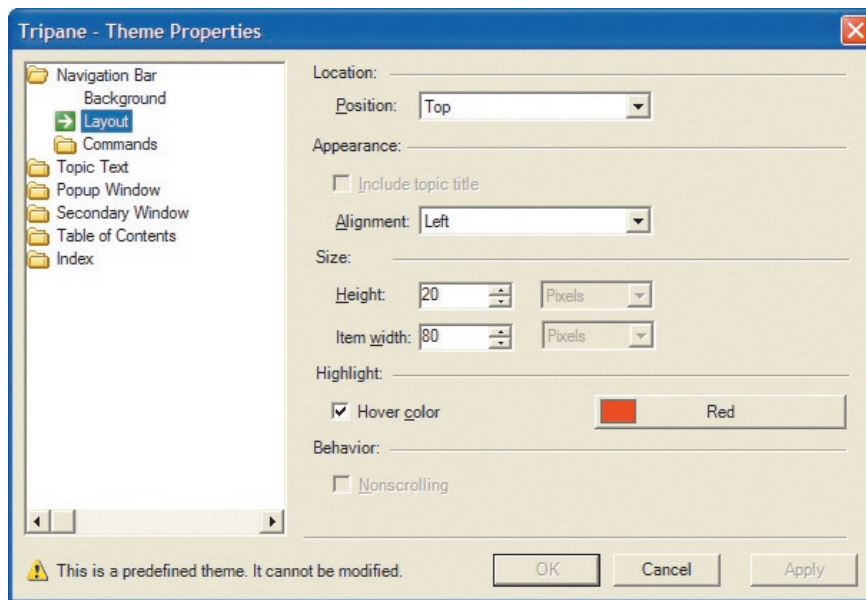 Tripane - Theme Properties
Navigation Bar
Background
Layout
Commands
Topic Text
Popup Window
Secondary Window
Table of Contents
Index
Location:
Position: Top
Appearance:
Include topic title
Alignment: Left
Size:
Height: 20 Pixels
Item width: 80 Pixels
Highlight:
Hover color Red
Behavior:
Nonscrolling
This is a predefined theme. It cannot be modified.
OK Cancel Apply